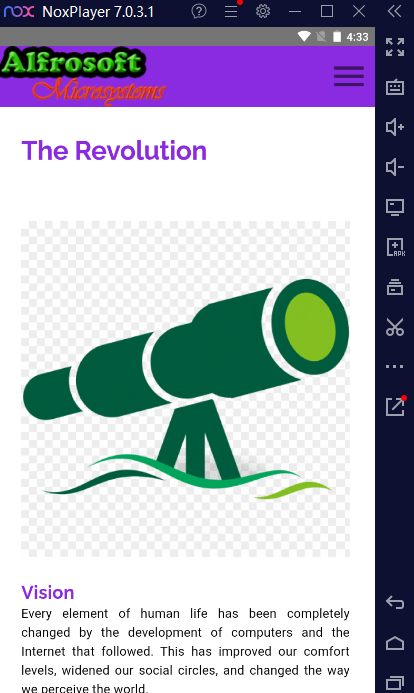 nox NoxPlayer 7.0.3.1
4:33
Alfrosoft
Microsystems
The Revolution
APK
Vision
Every element of human life has been completely
changed by the development of computers and the
Internet that followed. This has improved our comfort
levels, widened our social circles, and changed the way
we perceive the world.